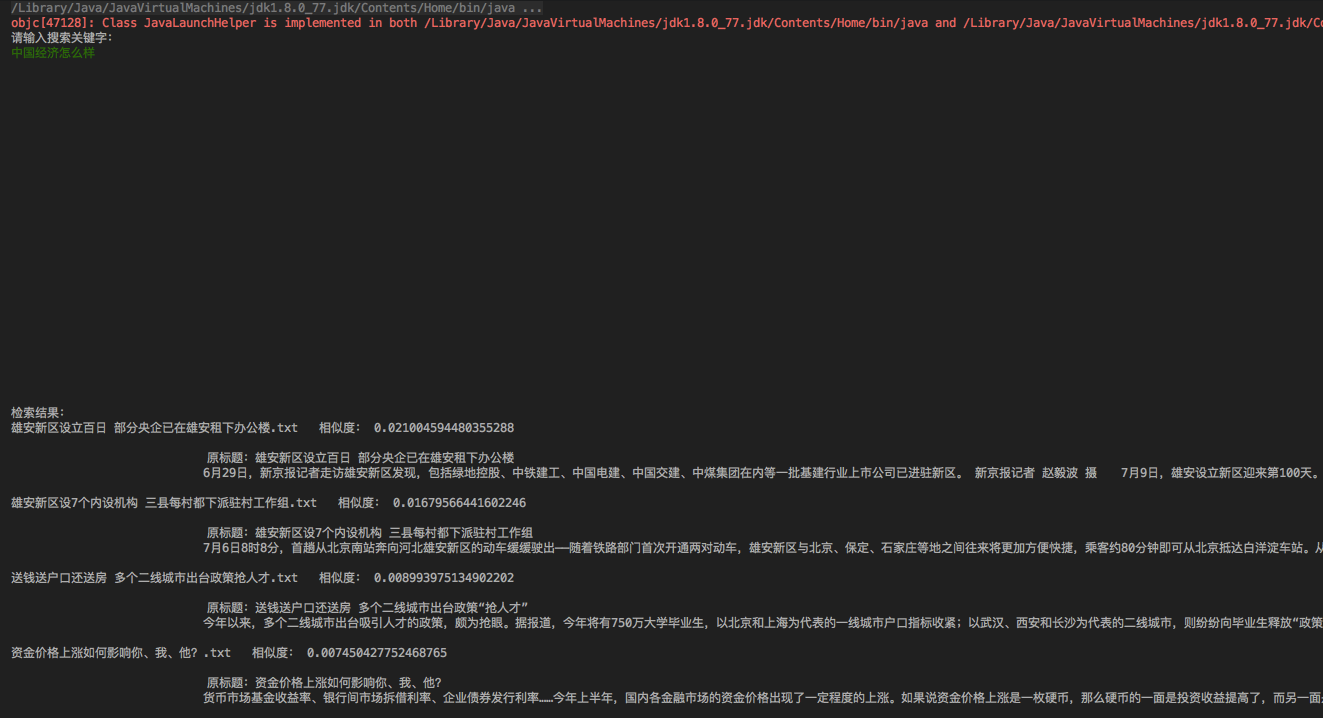 /Library/Java/JavaVirtualMachines/jdk1.8.0_77.jdk/Contents/Home/bin/java ...
objc[47128]: Class JavaLaunchHelper is implemented in both /Library/Java/JavaVirtualMachines/jdk1.8.0_77.jdk/Contents/Home/bin/java and /Library/Java/JavaVirtualMachines/jdk1.8.0_77.jdk/Co
请输入搜索关键字:
中国经济怎么样
检索结果:
雄安新区设立百日 部分央企已在雄安租下办公楼.txt 相似度: 0.021004594480355288
原标题：雄安新区设立百日 部分央企已在雄安租下办公楼
6月29日，新京报记者走访雄安新区发现，包括绿地控股、中铁建工、中国电建、中国交建、中煤集团在内等一批基建行业上市公司已进驻新区。 新京报记者 赵毅波 摄 7月9日，雄安设立新区迎来第100天。
雄安新区设7个内设机构 三县每村都下派驻村工作组.txt 相似度: 0.01679566441602246
原标题：雄安新区设7个内设机构 三县每村都下派驻村工作组
7月6日8时8分，首趟从北京南站奔向河北雄安新区的动车缓缓驶出——随着铁路部门首次开通两对动车，雄安新区与北京、保定、石家庄等地之间往来将更加方便快捷，乘客约80分钟即可从北京抵达白洋淀车站。从
送钱送户口还送房 多个二线城市出台政策抢人才.txt 相似度: 0.008993975134902202
原标题：送钱送户口还送房 多个二线城市出台政策“抢人才”
今年以来，多个二线城市出台吸引人才的政策，颇为抢眼。据报道，今年将有750万大学毕业生，以北京和上海为代表的一线城市户口指标收紧；以武汉、西安和长沙为代表的二线城市，则纷纷向毕业生释放“政策
资金价格上涨如何影响你、我、他？.txt 相似度: 0.007450427752468765
原标题：资金价格上涨如何影响你、我、他?
货币市场基金收益率、银行间市场拆借利率、企业债券发行利率……今年上半年，国内各金融市场的资金价格出现了一定程度的上涨。如果说资金价格上涨是一枚硬币，那么硬币的一面是投资收益提高了，而另一面